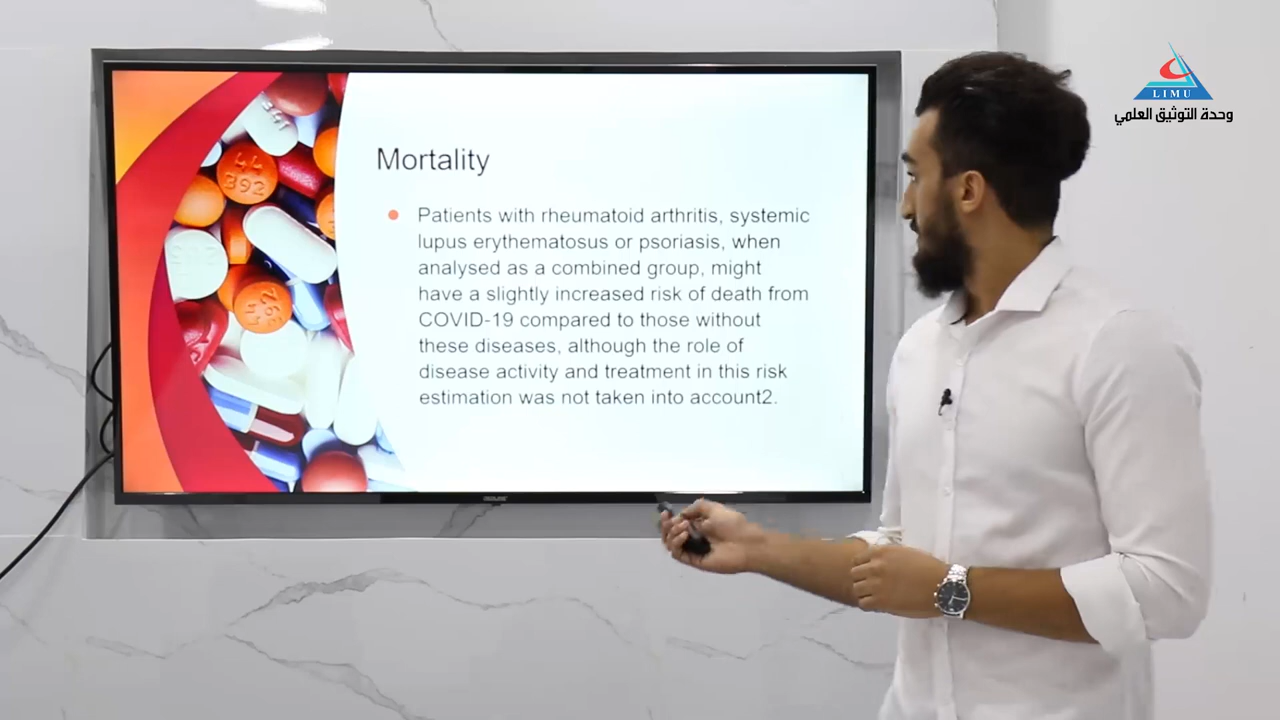 LIMU
وحدة التوثيق العلمي
Mortality
Patients with rheumatoid arthritis, systemic
lupus erythematosus or psoriasis, when
analysed as a combined group, might
have a slightly increased risk of death from
COVID-19 compared to those without
these diseases, although the role of
disease activity and treatment in this risk
estimation was not taken into account2.
44
392